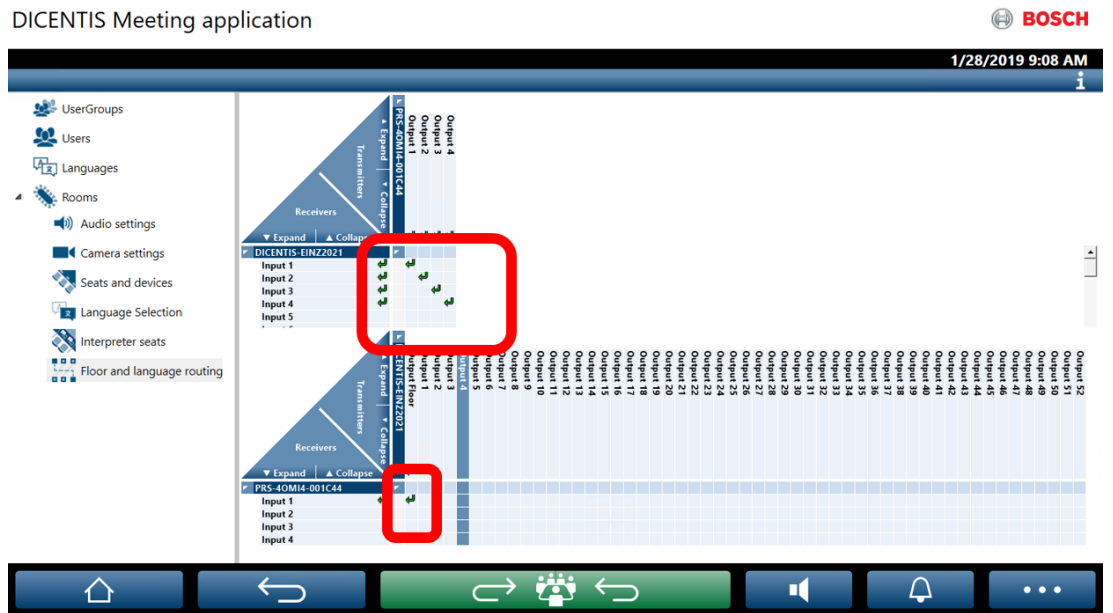 DICENTIS Meeting application
BOSCH
1/28/2019 9:08 AM
i
UserGroups
Users
Languages
Rooms
Audio settings
Camera settings
Seats and devices
Language Selection
Interpreter seats
Floor and language routing
Transmitters
Receivers
▲ Expand
▼ Collapse
PRS-4OMI4-001C44
Output 1
Output 2
Output 3
Output 4
▼ Expand
▲ Collapse
DICENTIS-EINZ2021
Input 1
Input 2
Input 3
Input 4
Input 5
Transmitters
Receivers
Expand
▼ Collapse
Output Floor
Output 1
Output 2
Output 3
Output 4
Output 5
Output 6
Output 7
Output 8
Output 9
Output 10
Output 11
Output 12
Output 13
Output 14
Output 15
Output 16
Output 17
Output 18
Output 19
Output 20
Output 21
Output 22
Output 23
Output 24
Output 25
Output 26
Output 27
Output 28
Output 29
Output 30
Output 31
Output 32
Output 33
Output 34
Output 35
Output 36
Output 37
Output 38
Output 39
Output 40
Output 41
Output 42
Output 43
Output 44
Output 45
Output 46
Output 47
Output 48
Output 49
Output 50
Output 51
Output 52
▼ Expand
▲ Collapse
PRS-4OMI4-001C44
Input 1
Input 2
Input 3
Input 4